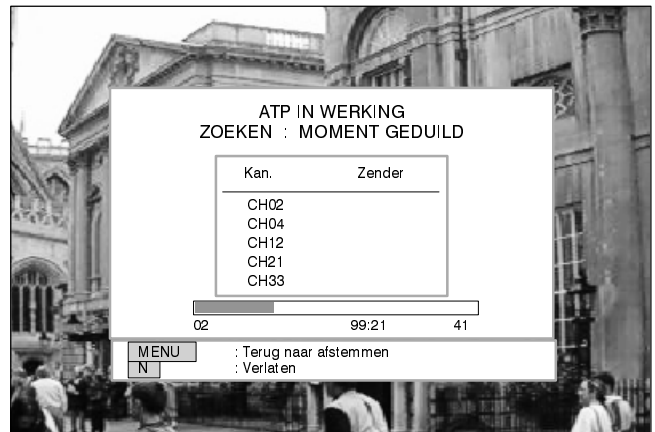 ATP IN WERKING
ZOEKEN : MOMENT GEDUILD
Kan. Zender
CH02
CH04
CH12
CH21
CH33
02 99:21 41
MENU : Terug naar afstemmen
N : Verlaten